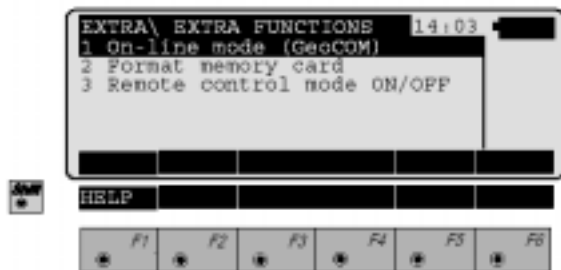 EXTRA\ EXTRA FUNCTIONS 14:03
1 On-line mode (GeoCOM)
2 Format memory card
3 Remote control mode ON/OFF
HELP
F1 F2 F3 F4 F5 F6